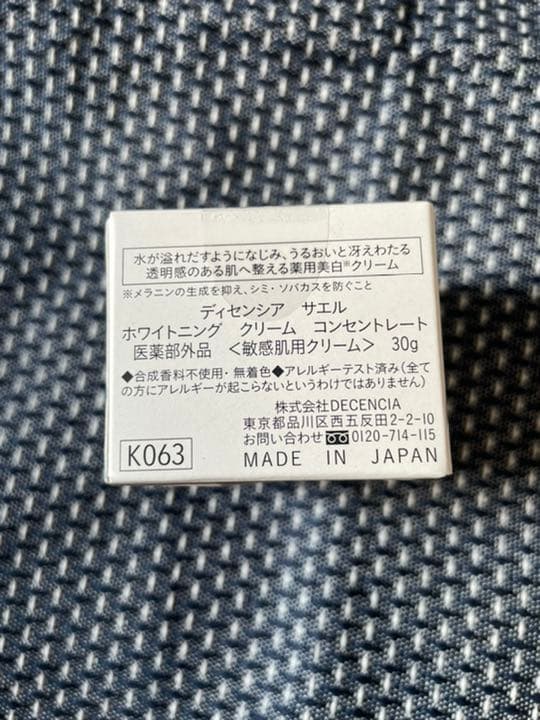 水が溢れだすようになじみ、うるおいと冴えわたる
透明感のある肌へ整える薬用美白※クリーム
※メラニンの生成を抑え、シミ・ソバカスを防ぐこと
ディセンシア サエル
ホワイトニング クリーム コンセントレート
医薬部外品 <敏感肌用クリーム> 30g
◆合成香料不使用・無着色◆アレルギーテスト済み(全て
の方にアレルギーが起こらないというわけではありません)
株式会社DECENCIA
東京都品川区西五反田2-2-10
お問い合わせ 0120-714-115
K063 MADE IN JAPAN